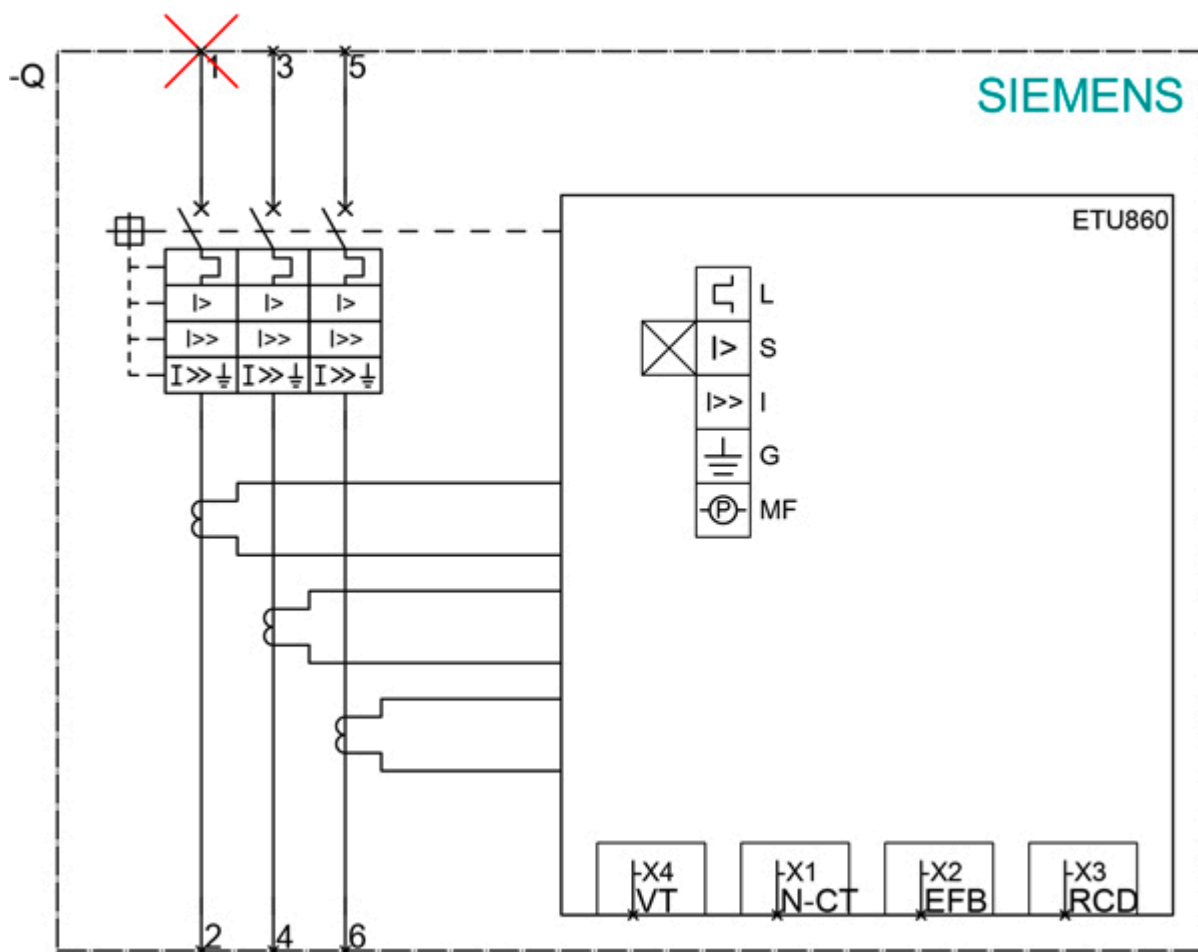 1 3 5
-Q
SIEMENS
ETU860
L
I> I> I>
I> S
I>> I>> I>>
I>>⏚ I>>⏚ I>>⏚
I>> I
G
P MF
-X4 -X1 -X2 -X3
VT N-CT EFB RCD
2 4 6